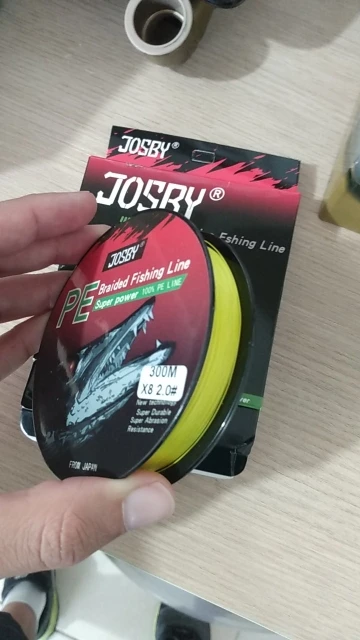 JOSBY®
JOSBY®
Fshing Line
JOSBY®
Braided Fishing Line
PE
Super power 100% PE LINE
300M
X8 2.0#
New technology
Super Durable
Super Abrasion
Resistance
FROM JAPAN